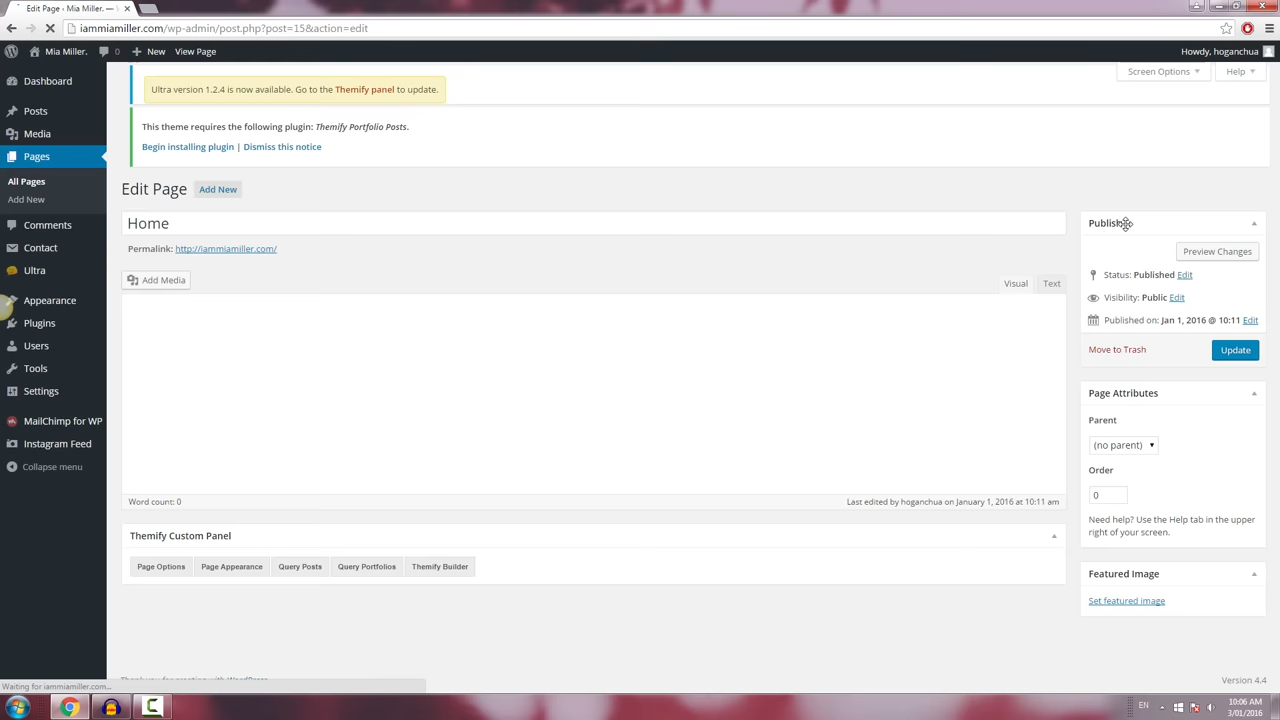 Edit Page ‹ Mia Miller. ×
iammiamiller.com/wp-admin/post.php?post=15&action=edit
Mia Miller. 0 New View Page Howdy, hoganchua
Screen Options Help
Dashboard
Posts
Media
Pages
All Pages
Add New
Comments
Contact
Ultra
Appearance
Plugins
Users
Tools
Settings
MailChimp for WP
Instagram Feed
Collapse menu
Ultra version 1.2.4 is now available. Go to the Themify panel to update.
This theme requires the following plugin: Themify Portfolio Posts.
Begin installing plugin | Dismiss this notice
Edit Page Add New
Home
Permalink: http://iammiamiller.com/
Add Media
Visual Text
Word count: 0 Last edited by hoganchua on January 1, 2016 at 10:11 am
Themify Custom Panel
Page Options Page Appearance Query Posts Query Portfolios Themify Builder
Publish
Preview Changes
Status: Published Edit
Visibility: Public Edit
Published on: Jan 1, 2016 @ 10:11 Edit
Move to Trash Update
Page Attributes
Parent
(no parent)
Order
0
Need help? Use the Help tab in the upper
right of your screen.
Featured Image
Set featured image
Thank you for creating with WordPress.
Version 4.4
Waiting for iammiamiller.com...
EN
10:06 AM
3/01/2016